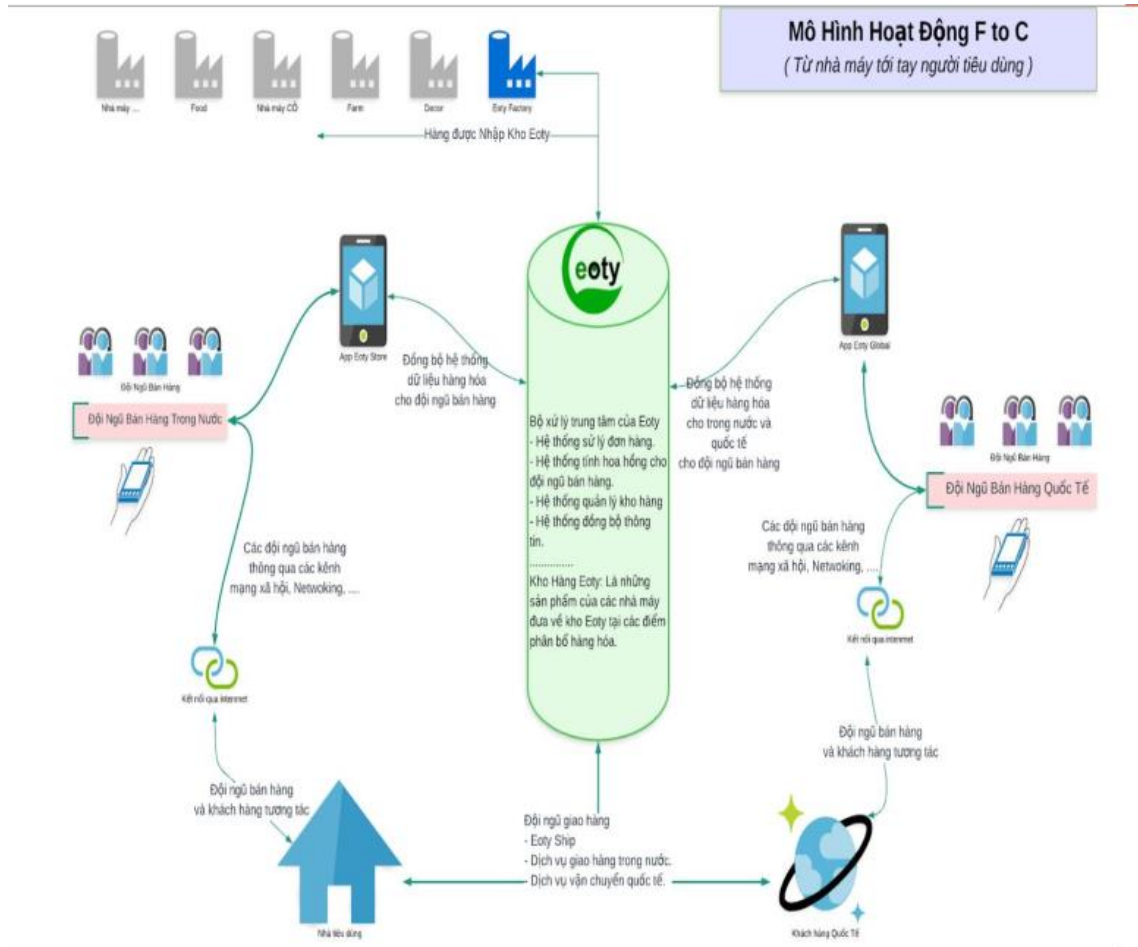 Mô Hình Hoạt Động F to C
( Từ nhà máy tới tay người tiêu dùng )
Nhà máy ....
Food
Nhà máy CỖ
Farm
Decor
Eoty Factory
Hàng được Nhập Kho Eoty
eoty
App Eoty Store
App Eoty Global
Đồng bộ hệ thống
dữ liệu hàng hóa
cho đội ngũ bán hàng
Đồng bộ hệ thống
dữ liệu hàng hóa
cho trong nước và
quốc tế
cho đội ngũ bán hàng
Đội Ngũ Bán Hàng
Đội Ngũ Bán Hàng Trong Nước
Đội Ngũ Bán Hàng
Đội Ngũ Bán Hàng Quốc Tế
Bộ xử lý trung tâm của Eoty
- Hệ thống sử lý đơn hàng.
- Hệ thống tính hoa hồng cho
đội ngũ bán hàng.
- Hệ thống quản lý kho hàng
- Hệ thống đồng bộ thông
tin.
..............
Kho Hàng Eoty: Là những
sản phẩm của các nhà máy
đưa về kho Eoty tại các điểm
phân bố hàng hóa.
Các đội ngũ bán hàng
thông qua các kênh
mạng xã hội, Netwoking, ....
Các đội ngũ bán hàng
thông qua các kênh
mạng xã hội, Netwoking, ....
Kết nối qua internnet
Kết nối qua internnet
Đội ngũ bán hàng
và khách hàng tương tác
Đội ngũ bán hàng
và khách hàng tương tác
Đội ngũ giao hàng
- Eoty Ship
- Dịch vụ giao hàng trong nước.
- Dịch vụ vận chuyển quốc tế.
Nhà tiêu dùng
Khách hàng Quốc Tế